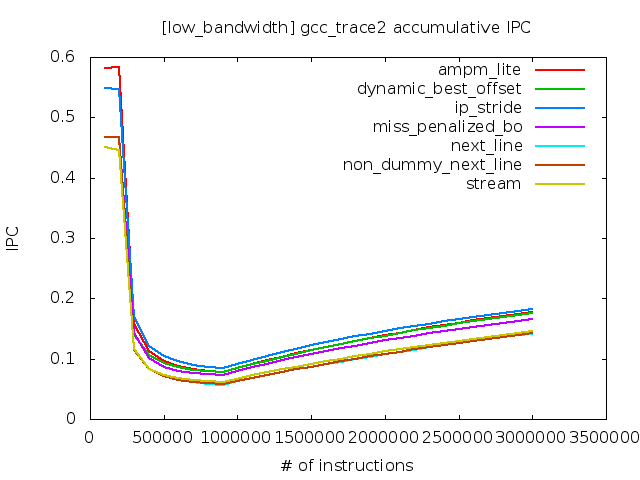 [low_bandwidth] gcc_trace2 accumulative IPC
0.6
0.5
0.4
0.3
0.2
0.1
0
IPC
ampm_lite
dynamic_best_offset
ip_stride
miss_penalized_bo
next_line
non_dummy_next_line
stream
0 500000 1000000 1500000 2000000 2500000 3000000 3500000
# of instructions